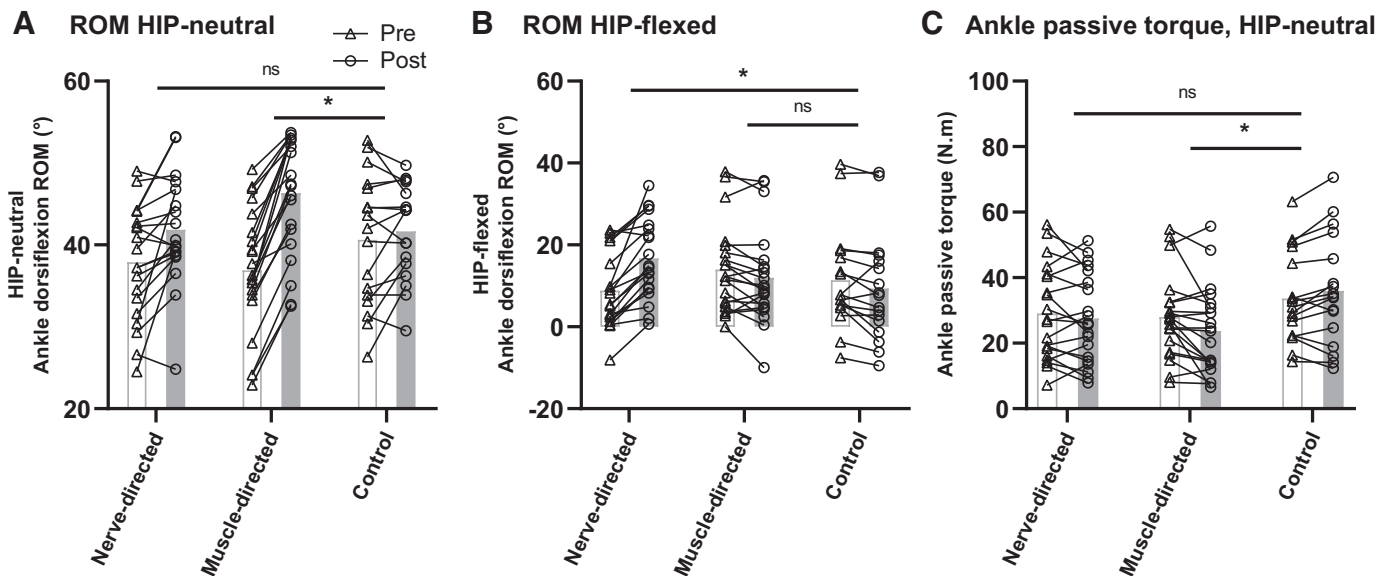 A ROM HIP-neutral
Pre
Post
ns
*
HIP-neutral
Ankle dorsiflexion ROM (°)
60
40
20
Nerve-directed
Muscle-directed
Control
B ROM HIP-flexed
*
ns
HIP-flexed
Ankle dorsiflexion ROM (°)
60
40
20
0
-20
Nerve-directed
Muscle-directed
Control
C Ankle passive torque, HIP-neutral
ns
*
Ankle passive torque (N.m)
100
80
60
40
20
0
Nerve-directed
Muscle-directed
Control